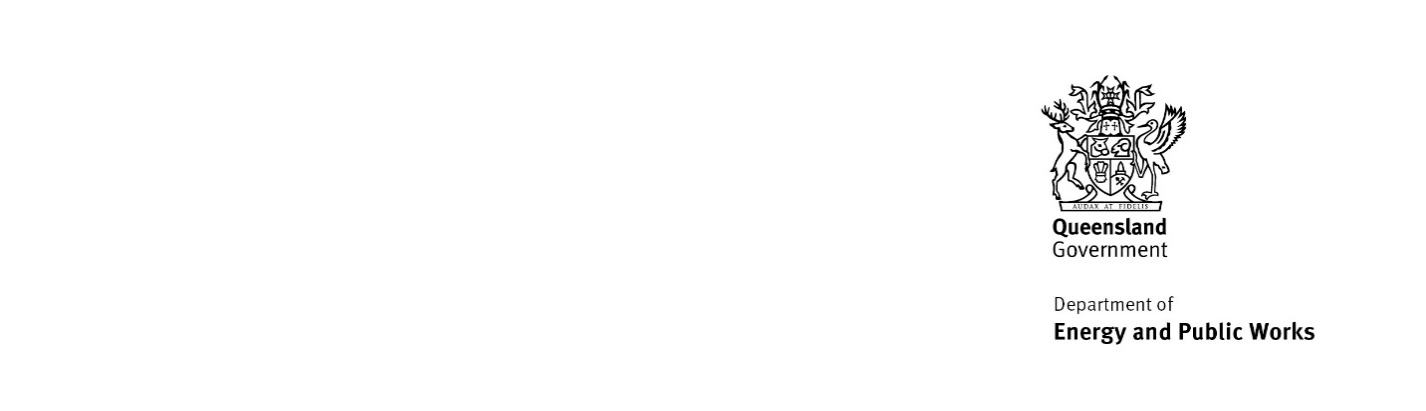 AUDAX AT FIDELIS
Queensland
Government
Department of
Energy and Public Works